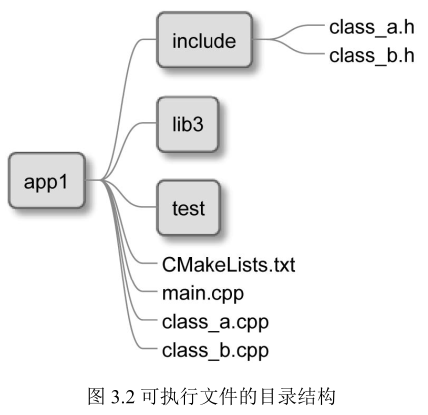 include
class_a.h
class_b.h
lib3
app1
test
CMakeLists.txt
main.cpp
class_a.cpp
class_b.cpp
图 3.2 可执行文件的目录结构